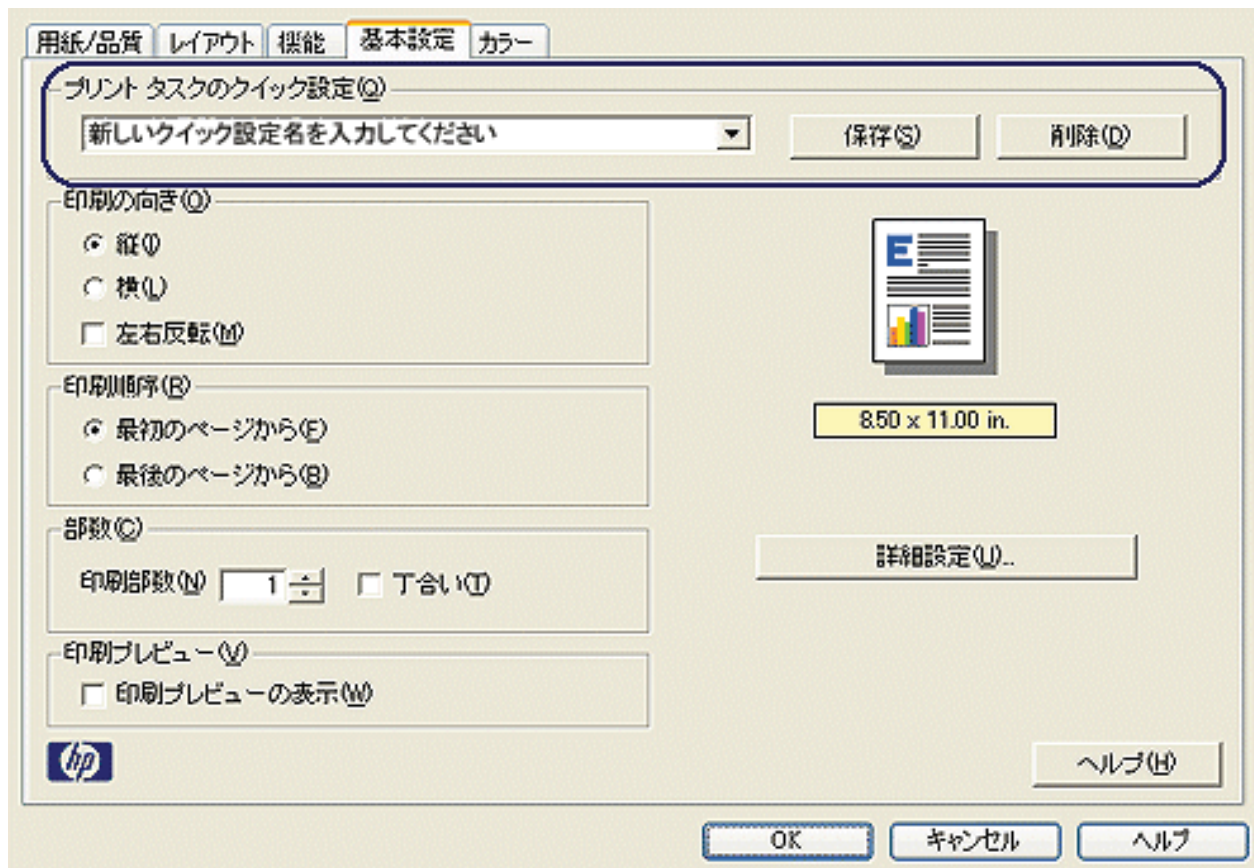 用紙/品質 レイアウト 機能 基本設定 カラー
プリント タスクのクイック設定(Q)
新しいクイック設定名を入力してください 保存(S) 削除(D)
印刷の向き(O)
縦(I)
横(L)
左右反転(M)
E
印刷順序(R)
最初のページから(F)
8.50 x 11.00 in.
最後のページから(B)
部数(C)
詳細設定(U)...
印刷部数(N) 1 丁合い(T)
印刷プレビュー(V)
印刷プレビューの表示(W)
hp
ヘルプ(H)
OK キャンセル ヘルプ